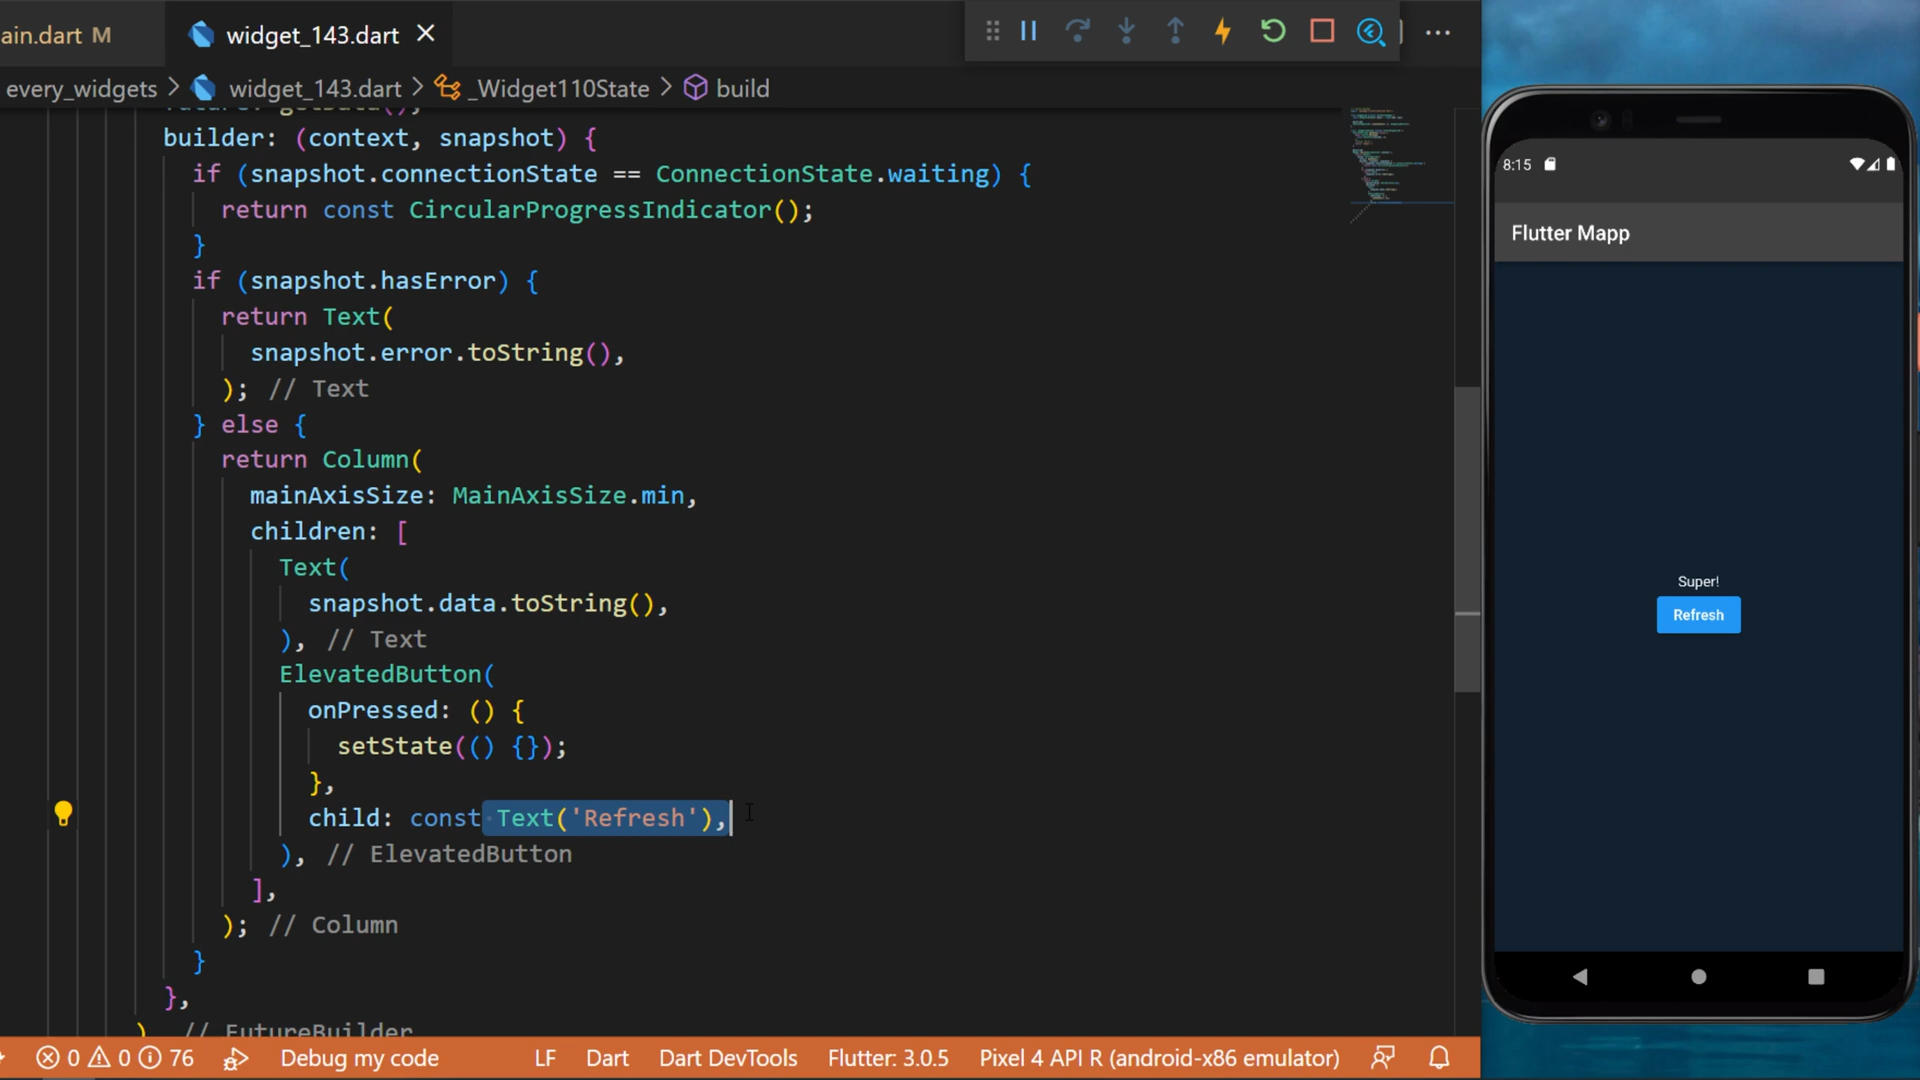 ain.dart M
widget_143.dart
every_widgets > widget_143.dart > _Widget110State > build
future: getData(),
builder: (context, snapshot) {
if (snapshot.connectionState == ConnectionState.waiting) {
return const CircularProgressIndicator();
}
if (snapshot.hasError) {
return Text(
snapshot.error.toString(),
); // Text
} else {
return Column(
mainAxisSize: MainAxisSize.min,
children: [
Text(
snapshot.data.toString(),
), // Text
ElevatedButton(
onPressed: () {
setState(() {});
},
child: const Text('Refresh'),
), // ElevatedButton
],
); // Column
}
},
) // FutureBuilder
0 0 76 Debug my code LF Dart Dart DevTools Flutter: 3.0.5 Pixel 4 API R (android-x86 emulator)
8:15
Flutter Mapp
Super!
Refresh